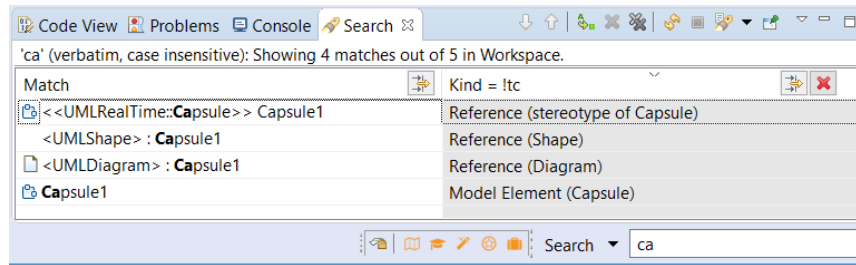 Code View Problems Console Search
'ca' (verbatim, case insensitive): Showing 4 matches out of 5 in Workspace.
Match Kind = !tc
<<UMLRealTime::Capsule>> Capsule1 Reference (stereotype of Capsule)
<UMLShape> : Capsule1 Reference (Shape)
<UMLDiagram> : Capsule1 Reference (Diagram)
Capsule1 Model Element (Capsule)
Search ca